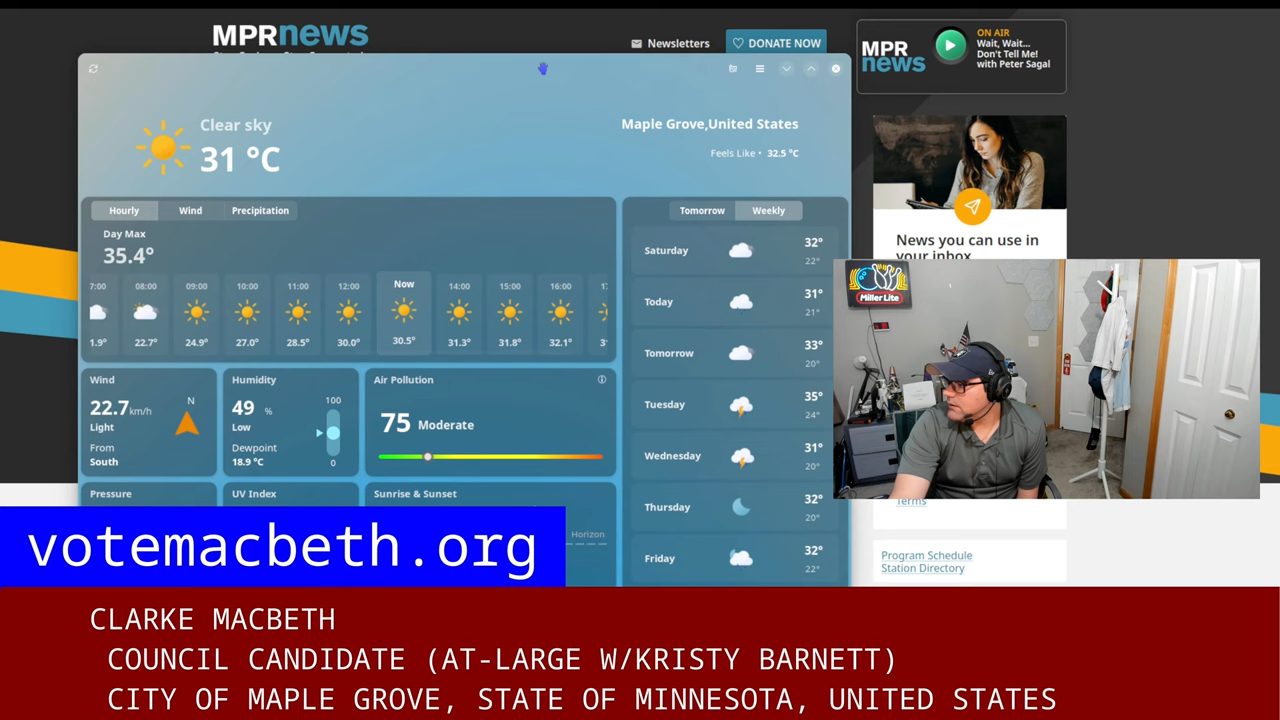 MPRnews
Newsletters
DONATE NOW
MPR news
ON AIR
Wait, Wait...
Don't Tell Me!
with Peter Sagal
Clear sky
31 °C
Maple Grove,United States
Feels Like • 32.5 °C
Hourly Wind Precipitation
Day Max
35.4°
7:00 08:00 09:00 10:00 11:00 12:00 Now 14:00 15:00 16:00 1
1.9° 22.7° 24.9° 27.0° 28.5° 30.0° 30.5° 31.3° 31.8° 32.1° 3
Tomorrow Weekly
Saturday 32° 22°
Today 31° 21°
Tomorrow 33° 20°
Tuesday 35° 24°
Wednesday 31° 20°
Thursday 32° 20°
Friday 32° 22°
Wind
22.7km/h
Light
N
From
South
Humidity
49 %
Low
100
Dewpoint
18.9 °C
0
Air Pollution
75 Moderate
Pressure
UV Index
Sunrise & Sunset
Horizon
News you can use in
your inbox
Miller Lite
Terms
Program Schedule
Station Directory
votemacbeth.org
CLARKE MACBETH
COUNCIL CANDIDATE (AT-LARGE W/KRISTY BARNETT)
CITY OF MAPLE GROVE, STATE OF MINNESOTA, UNITED STATES